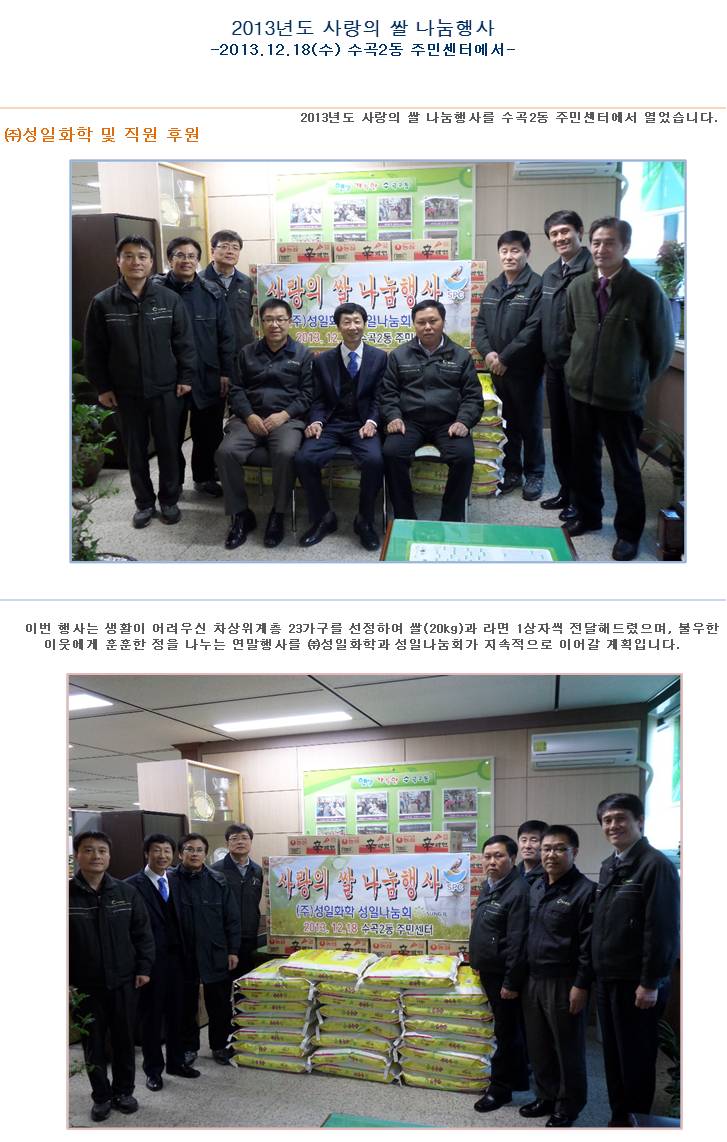 2013년도 사랑의 쌀 나눔행사
-2013.12.18(수) 수곡2동 주민센터에서-
2013년도 사랑의 쌀 나눔행사를 수곡2동 주민센터에서 열었습니다.
㈜성일화학 및 직원 후원
사랑의 쌀 나눔행사
SPC
(주)성일화
일나눔회
2013. 12.
수곡2동 주민
이번 행사는 생활이 어려우신 차상위계층 23가구를 선정하여 쌀(20kg)과 라면 1상자씩 전달해드렸으며, 불우한
이웃에게 훈훈한 정을 나누는 연말행사를 ㈜성일화학과 성일나눔회가 지속적으로 이어갈 계획입니다.
사랑의 쌀 나눔행사
SPC
(주)성일화학 성일나눔회
SUNG IL
2013. 12.18 수곡2동 주민센터